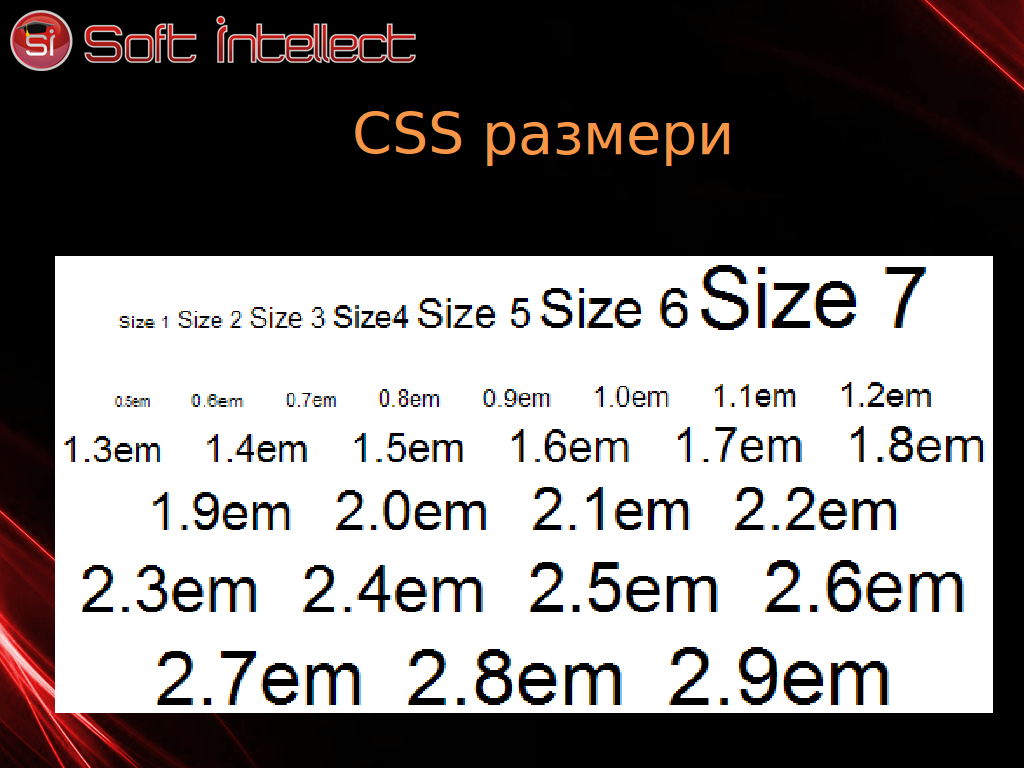 Si Soft Intellect
CSS размери
Size 1 Size 2 Size 3 Size4 Size 5 Size 6 Size 7
0.5em 0.6em 0.7em 0.8em 0.9em 1.0em 1.1em 1.2em
1.3em 1.4em 1.5em 1.6em 1.7em 1.8em
1.9em 2.0em 2.1em 2.2em
2.3em 2.4em 2.5em 2.6em
2.7em 2.8em 2.9em